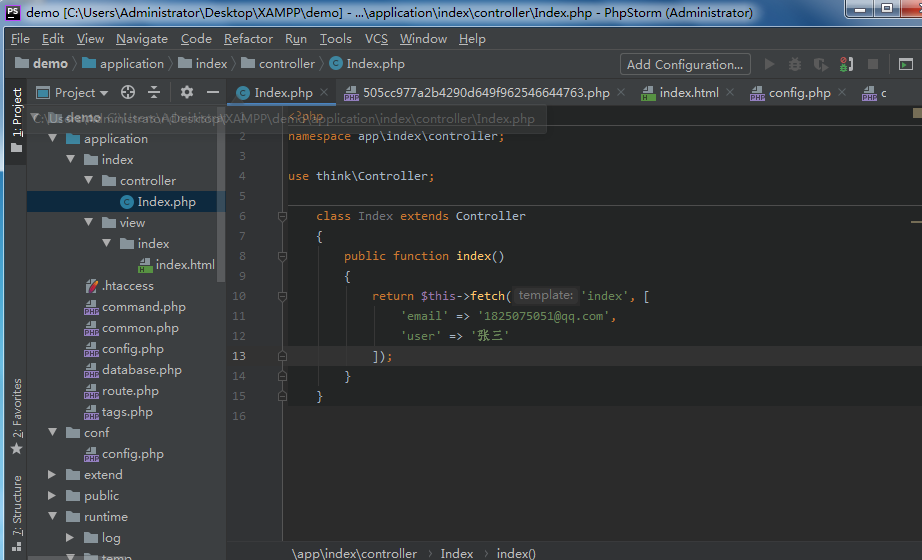 demo [C:\Users\Administrator\Desktop\XAMPP\demo] - ...\application\index\controller\Index.php - PhpStorm (Administrator)
File Edit View Navigate Code Refactor Run Tools VCS Window Help
demo application index controller Index.php Add Configuration...
Project Index.php 505cc977a2b4290d649f962546644763.php index.html config.php c
1: Project
demo
C:\Users\Administrator\Desktop\XAMPP\demo\application\index\controller\Index.php
application
index
controller
Index.php
view
index
index.html
.htaccess
command.php
common.php
config.php
database.php
route.php
tags.php
conf
config.php
extend
public
runtime
log
temp
2: Favorites
7: Structure
<?php
2 namespace app\index\controller;
3
4 use think\Controller;
5
6 class Index extends Controller
7 {
8 public function index()
9 {
10 return $this->fetch( template: 'index', [
11 'email' => '1825075051@qq.com',
12 'user' => '张三'
13 ]);
14 }
15 }
16
\app\index\controller Index index()